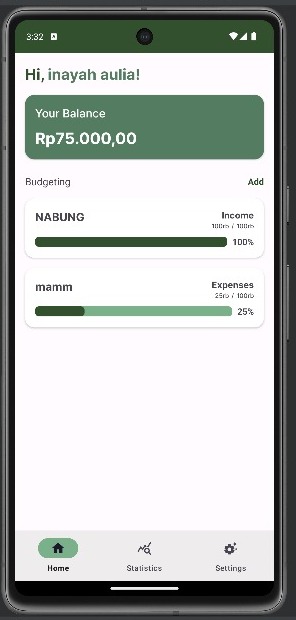 3:32
Hi, inayah aulia!
Your Balance
Rp75.000,00
Budgeting Add
NABUNG Income
100rb / 100rb
100%
mamm Expenses
25rb / 100rb
25%
Home Statistics Settings